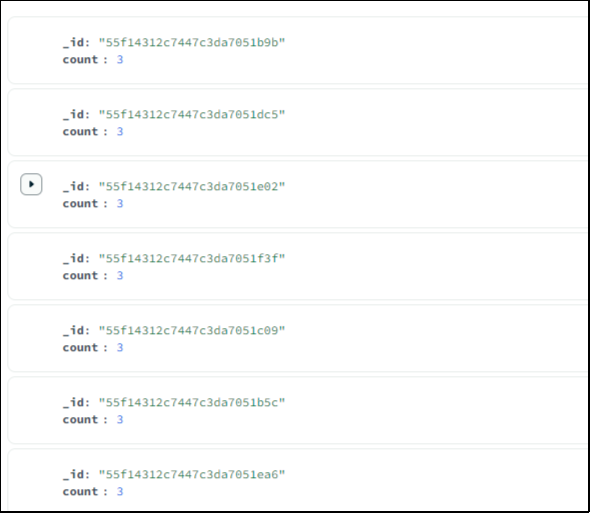 _id: "55f14312c7447c3da7051b9b"
count : 3
_id: "55f14312c7447c3da7051dc5"
count : 3
_id: "55f14312c7447c3da7051e02"
count : 3
_id: "55f14312c7447c3da7051f3f"
count : 3
_id: "55f14312c7447c3da7051c09"
count : 3
_id: "55f14312c7447c3da7051b5c"
count : 3
_id: "55f14312c7447c3da7051ea6"
count : 3